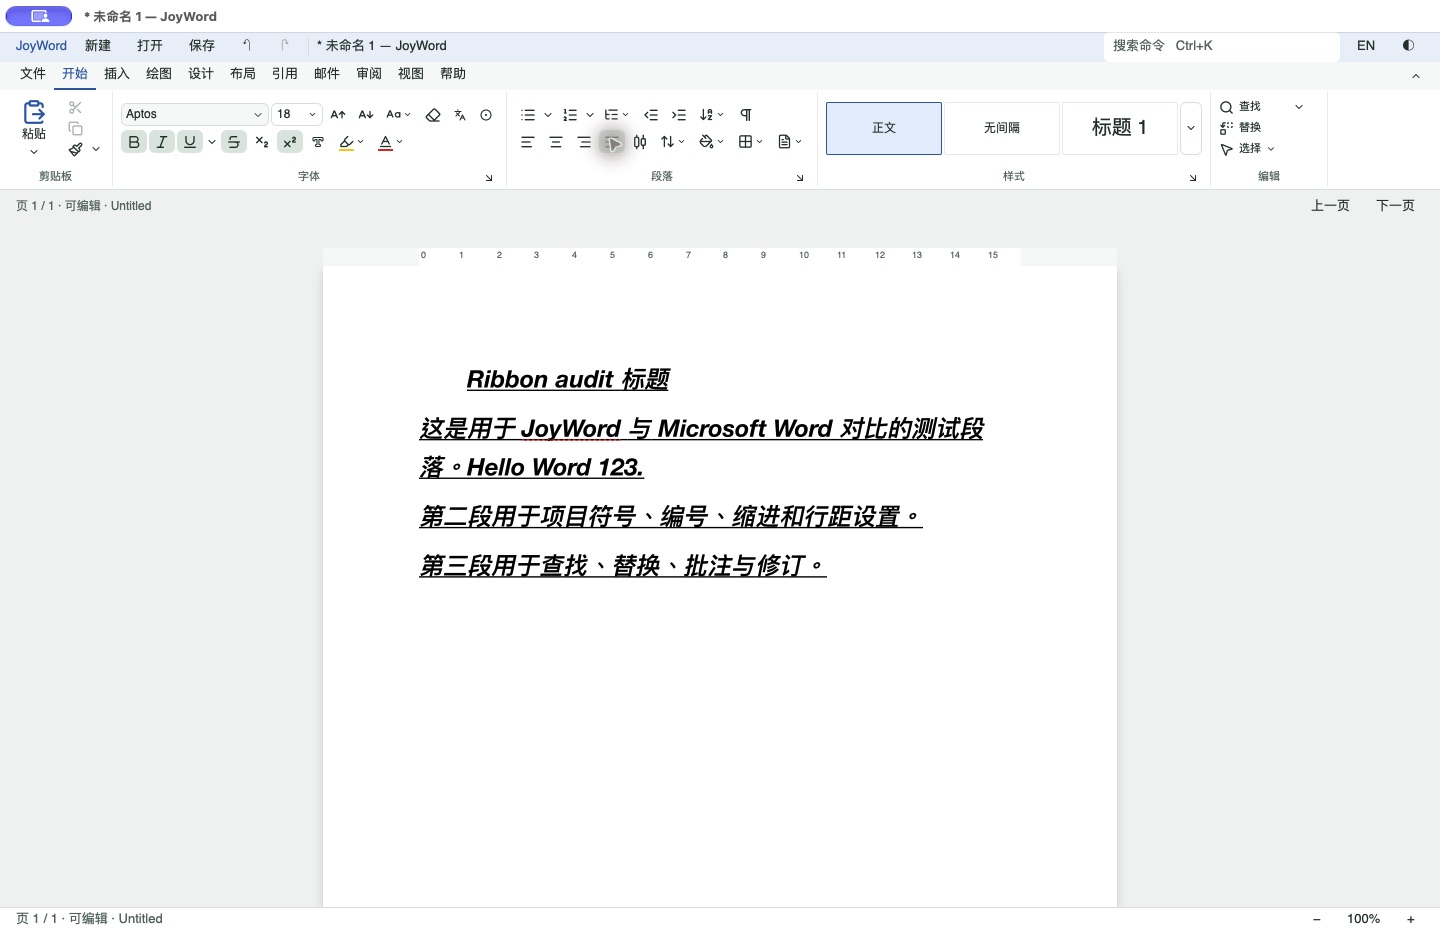 * 未命名 1 — JoyWord
JoyWord 新建 打开 保存 * 未命名 1 — JoyWord 搜索命令 Ctrl+K EN
文件 开始 插入 绘图 设计 布局 引用 邮件 审阅 视图 帮助
粘贴
剪贴板
Aptos 18
B I U S X₂ X²
字体
段落
正文 无间隔 标题 1
样式
查找
替换
选择
编辑
页 1 / 1 · 可编辑 · Untitled 上一页 下一页
0 1 2 3 4 5 6 7 8 9 10 11 12 13 14 15
Ribbon audit 标题
这是用于 JoyWord 与 Microsoft Word 对比的测试段
落。Hello Word 123.
第二段用于项目符号、编号、缩进和行距设置。
第三段用于查找、替换、批注与修订。
页 1 / 1 · 可编辑 · Untitled − 100% +